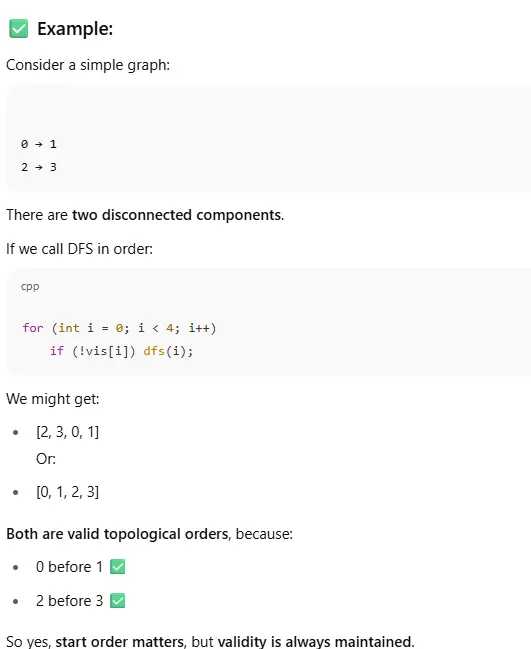 ✅ Example:
Consider a simple graph:
0 → 1
2 → 3
There are two disconnected components.
If we call DFS in order:
cpp
for (int i = 0; i < 4; i++)
    if (!vis[i]) dfs(i);
We might get:
• [2, 3, 0, 1]
Or:
• [0, 1, 2, 3]
Both are valid topological orders, because:
• 0 before 1 ✅
• 2 before 3 ✅
So yes, start order matters, but validity is always maintained.